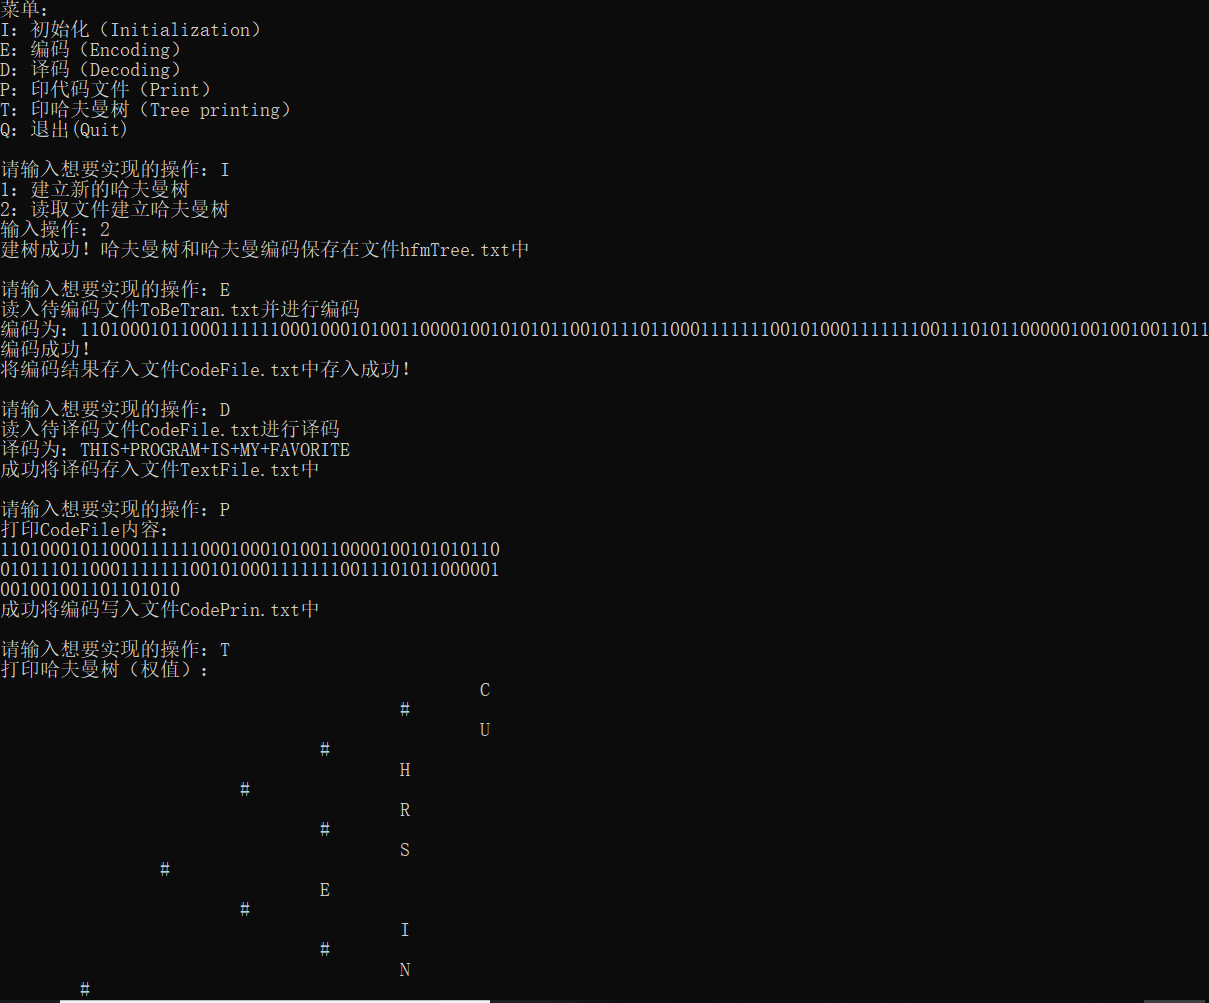 菜单:
I: 初始化 (Initialization)
E: 编码 (Encoding)
D: 译码 (Decoding)
P: 印代码文件 (Print)
T: 印哈夫曼树 (Tree printing)
Q: 退出(Quit)
请输入想要实现的操作: I
1: 建立新的哈夫曼树
2: 读取文件建立哈夫曼树
输入操作: 2
建树成功! 哈夫曼树和哈夫曼编码保存在文件hfmTree.txt中
请输入想要实现的操作: E
读入待编码文件ToBeTran.txt并进行编码
编码为: 11010001011000111111000100010100110000100101010110010111011000111111100101000111111100111010110000010010010011011
编码成功!
将编码结果存入文件CodeFile.txt中存入成功!
请输入想要实现的操作: D
读入待译码文件CodeFile.txt进行译码
译码为: THIS+PROGRAM+IS+MY+FAVORITE
成功将译码存入文件TextFile.txt中
请输入想要实现的操作: P
打印CodeFile内容:
11010001011000111111000100010100110000100101010110
01011101100011111110010100011111110011101011000001
001001001101101010
成功将编码写入文件CodePrin.txt中
请输入想要实现的操作: T
打印哈夫曼树 (权值) :
C
#
U
#
H
#
R
#
S
#
E
#
I
#
N
#